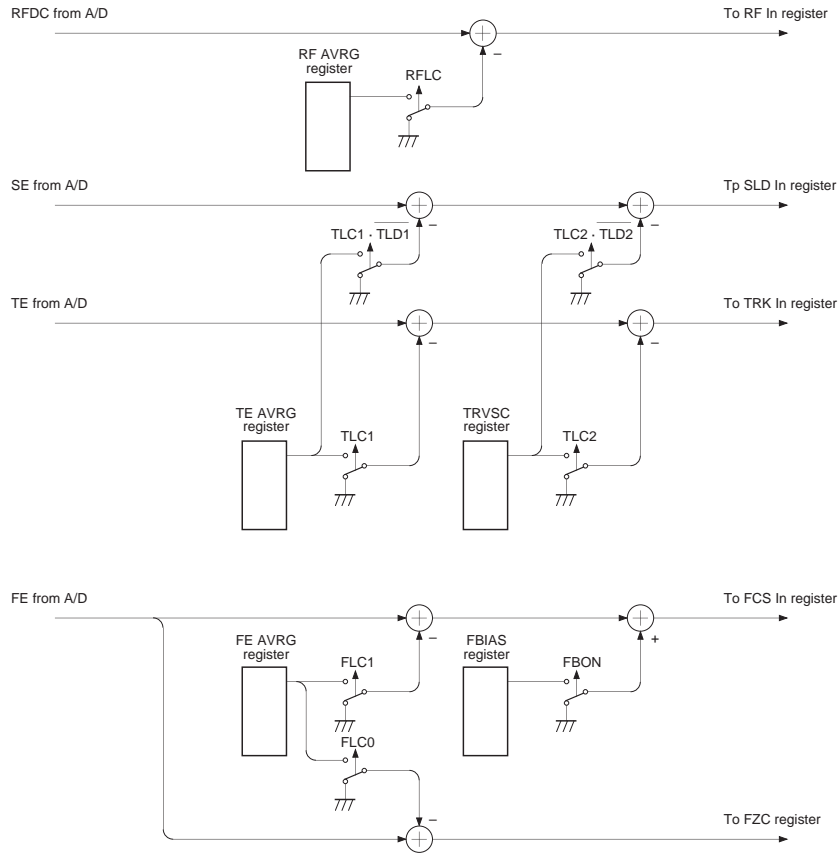 RFDC from A/D
To RF In register
–
RF AVRG
register
RFLC
SE from A/D
Tp SLD In register
–
–
TLC1 · T̅L̅D̅1̅
TLC2 · T̅L̅D̅2̅
TE from A/D
To TRK In register
–
–
TE AVRG
register
TLC1
TRVSC
register
TLC2
FE from A/D
To FCS In register
–
+
FE AVRG
register
FLC1
FBIAS
register
FBON
FLC0
–
To FZC register